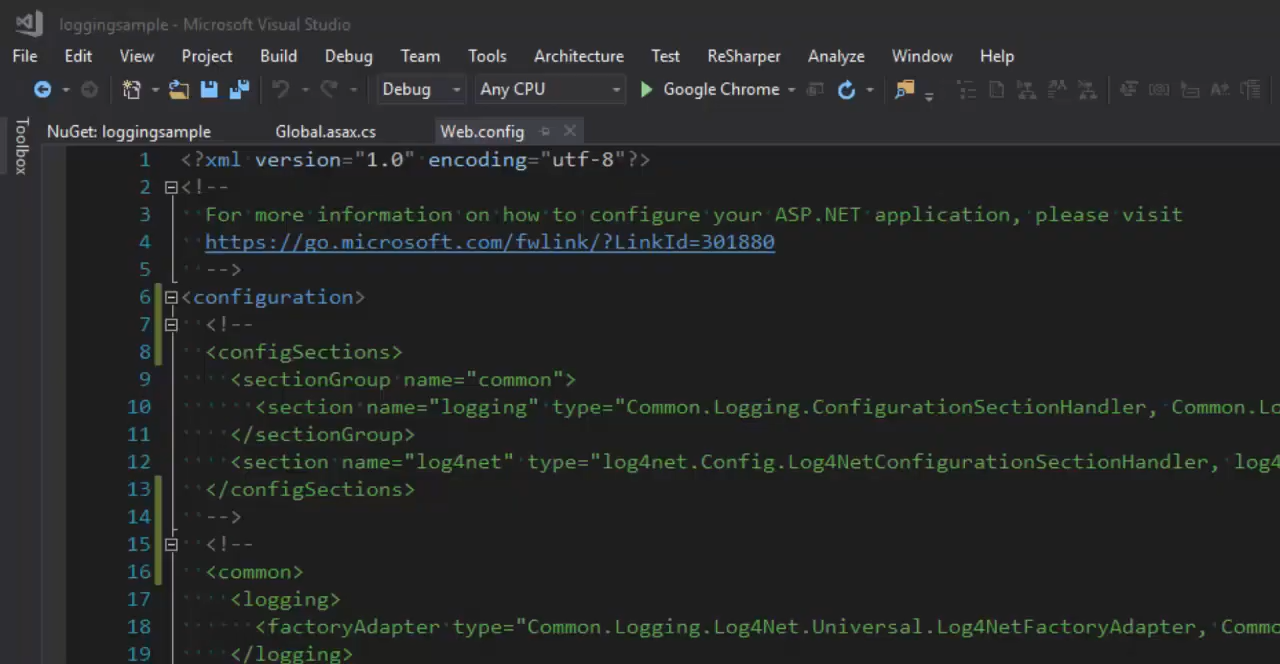 loggingsample - Microsoft Visual Studio
File Edit View Project Build Debug Team Tools Architecture Test ReSharper Analyze Window Help
Debug Any CPU Google Chrome
Toolbox
NuGet: loggingsample Global.asax.cs Web.config
1 <?xml version="1.0" encoding="utf-8"?>
2 <!--
3 For more information on how to configure your ASP.NET application, please visit
4 https://go.microsoft.com/fwlink/?LinkId=301880
5 -->
6 <configuration>
7 <!--
8 <configSections>
9 <sectionGroup name="common">
10 <section name="logging" type="Common.Logging.ConfigurationSectionHandler, Common.Lo
11 </sectionGroup>
12 <section name="log4net" type="log4net.Config.Log4NetConfigurationSectionHandler, log4
13 </configSections>
14 -->
15 <!--
16 <common>
17 <logging>
18 <factoryAdapter type="Common.Logging.Log4Net.Universal.Log4NetFactoryAdapter, Commo
19 </logging>